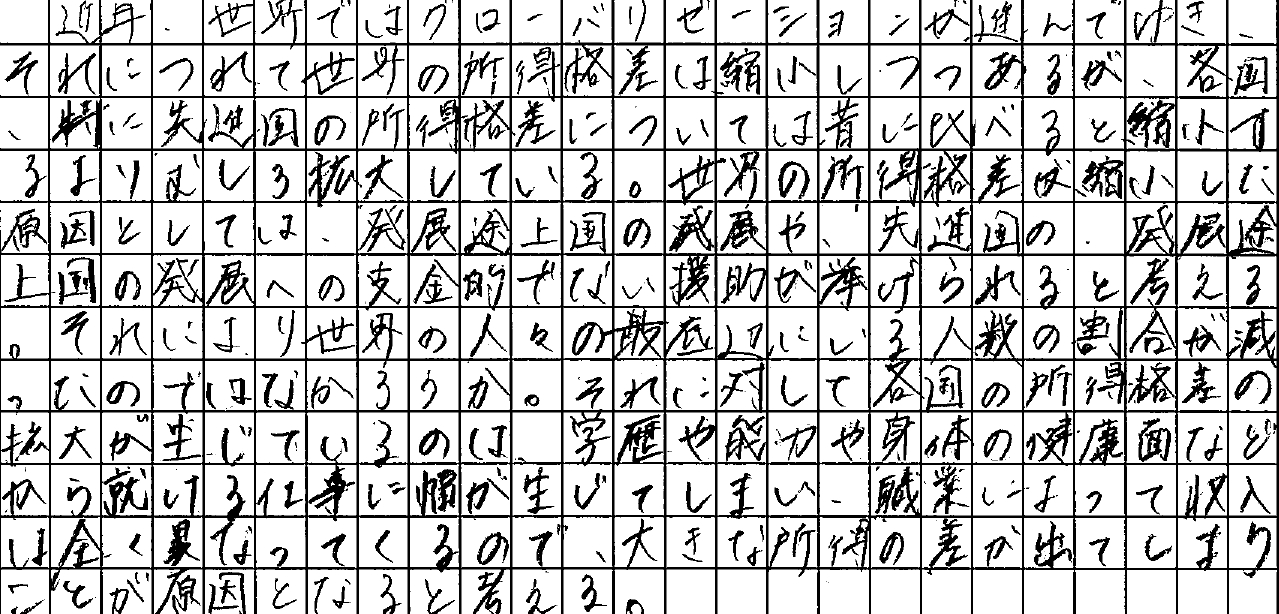 近年、世界ではグローバリゼーションが進んでゆき、
それにつれて世界の所得格差は縮小しつつあるが、各国
、特に先進国の所得格差については昔に比べると縮小す
るよりむしろ拡大している。世界の所得格差が縮小した
原因としては、発展途上国の発展や、先進国の、発展途
上国の発展への支金的でない援助が挙げられると考える
。それにより世界の人々の最底辺にいる人数の割合が減
ったのではなかろうか。それに対して各国の所得格差の
拡大が生じているのは、学歴や能力や身体の健康面など
から就ける仕事に幅が生じてしまい、職業によって収入
は全く異なってくるので、大きな所得の差が出てしまう
ことが原因となると考える。